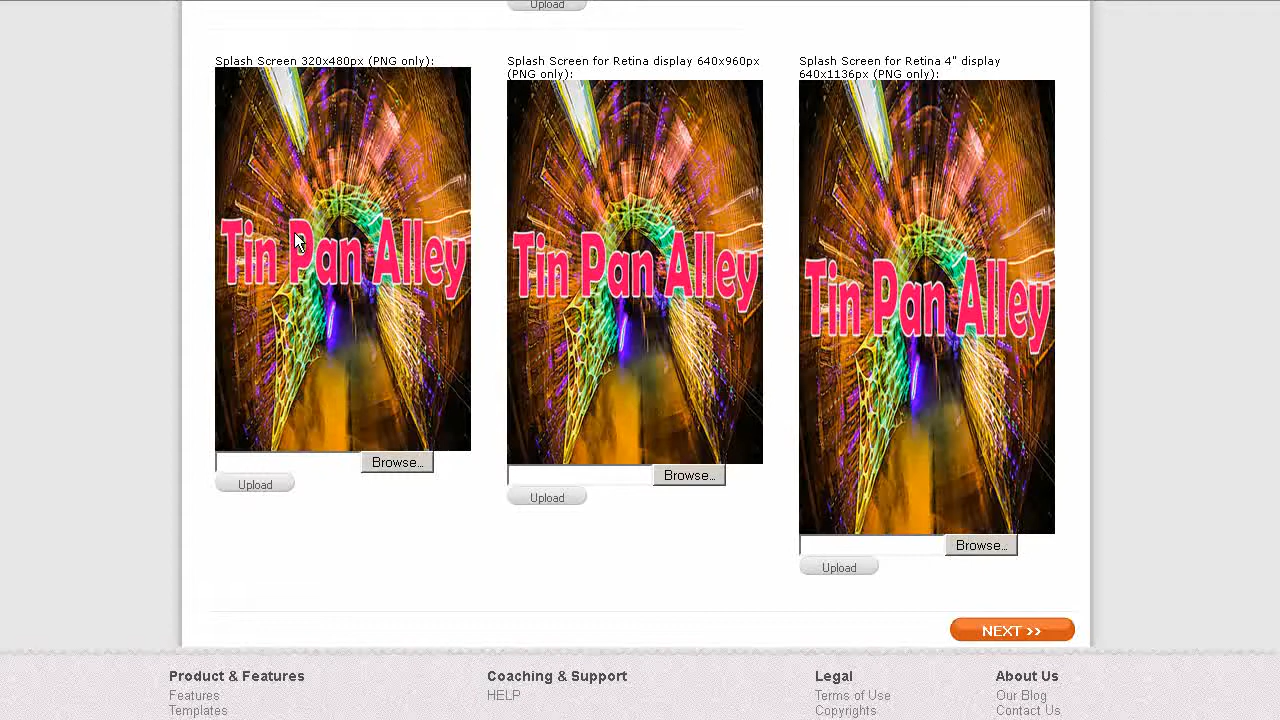 Upload
Splash Screen 320x480px (PNG only):
Splash Screen for Retina display 640x960px
(PNG only):
Splash Screen for Retina 4" display
640x1136px (PNG only):
Tin Pan Alley
Tin Pan Alley
Tin Pan Alley
Browse...
Upload
Browse...
Upload
Browse...
Upload
NEXT >>
Product & Features
Features
Templates
Coaching & Support
HELP
Legal
Terms of Use
Copyrights
About Us
Our Blog
Contact Us